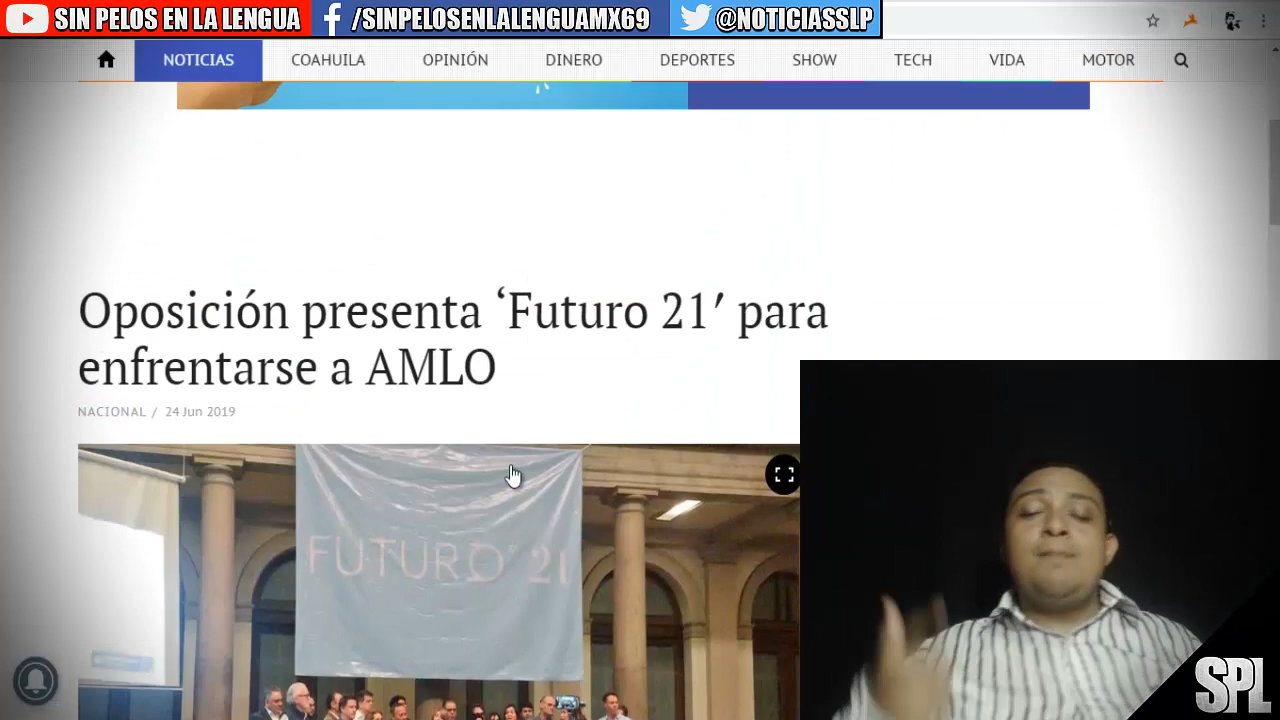 SIN PELOS EN LA LENGUA
/SINPELOSENLALENGUAMX69
@NOTICIASSLP
NOTICIAS
COAHUILA
OPINIÓN
DINERO
DEPORTES
SHOW
TECH
VIDA
MOTOR
Oposición presenta ‘Futuro 21′ para
enfrentarse a AMLO
NACIONAL / 24 Jun 2019
FUTURO 21
SPL